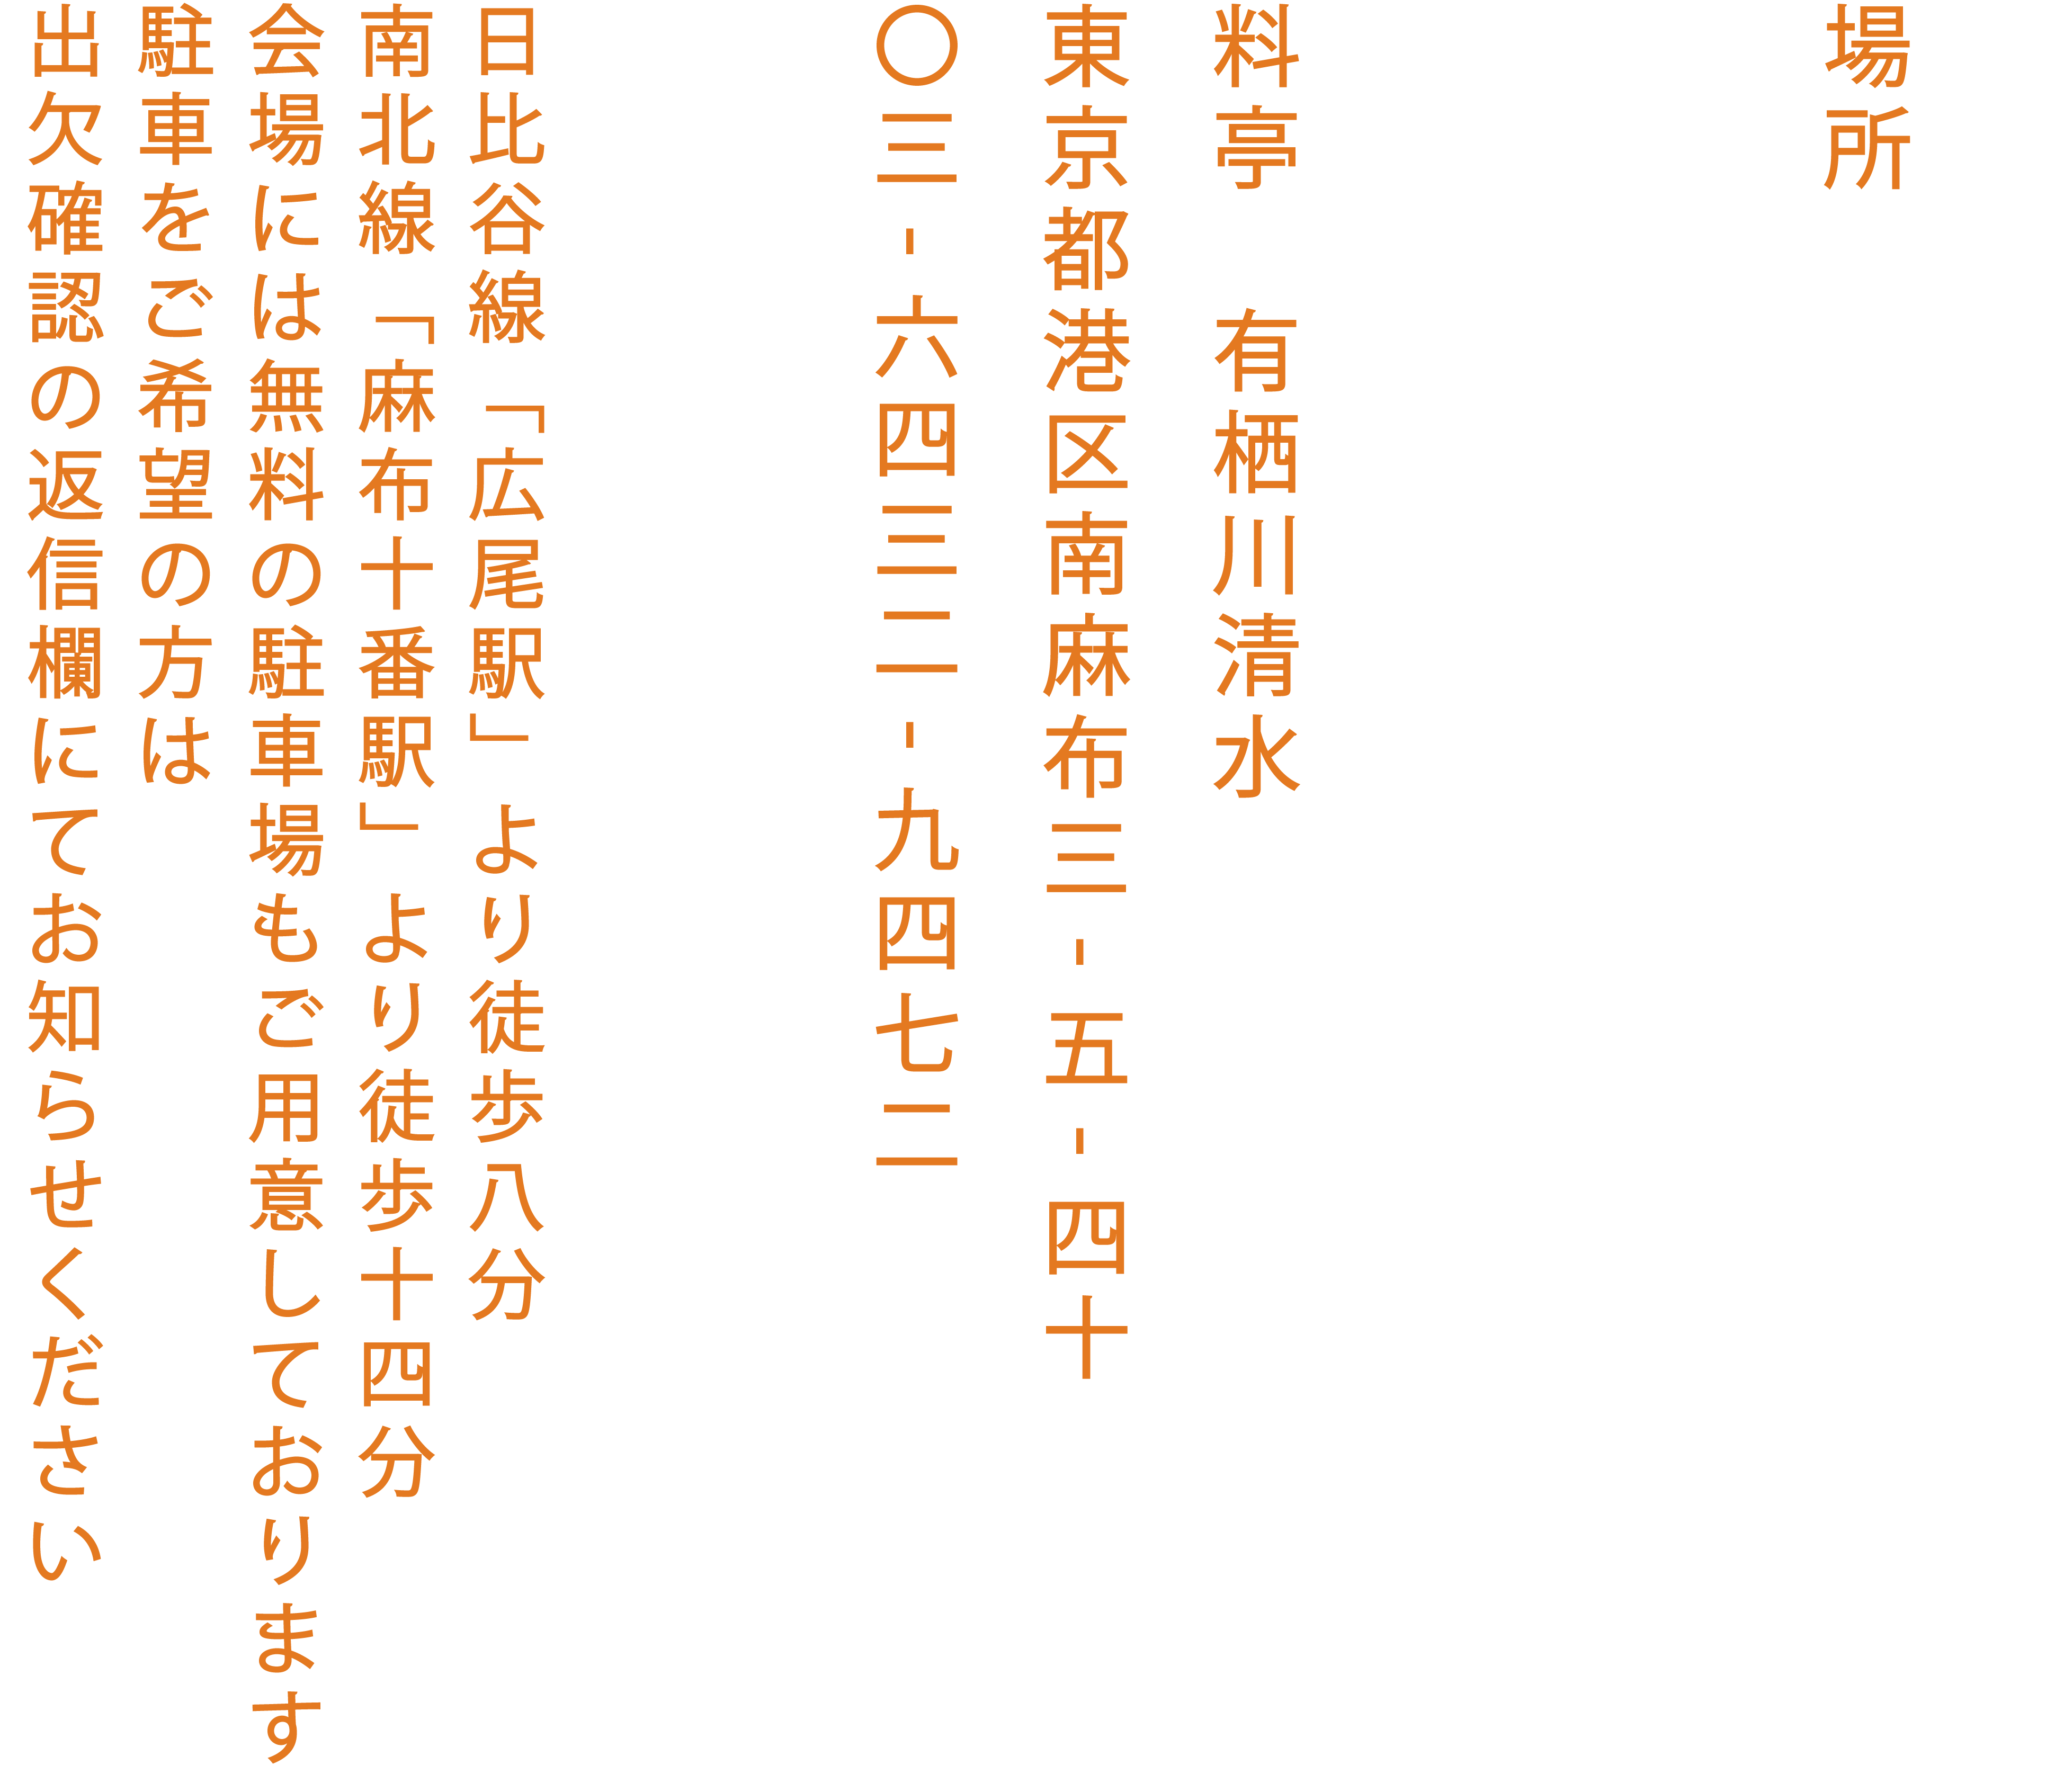 場所
料亭　有栖川清水
東京都港区南麻布三-五-四十
〇三-六四三二-九四七二
日比谷線「広尾駅」より徒歩八分
南北線「麻布十番駅」より徒歩十四分
会場には無料の駐車場もご用意しております
駐車をご希望の方は
出欠確認の返信欄にてお知らせください